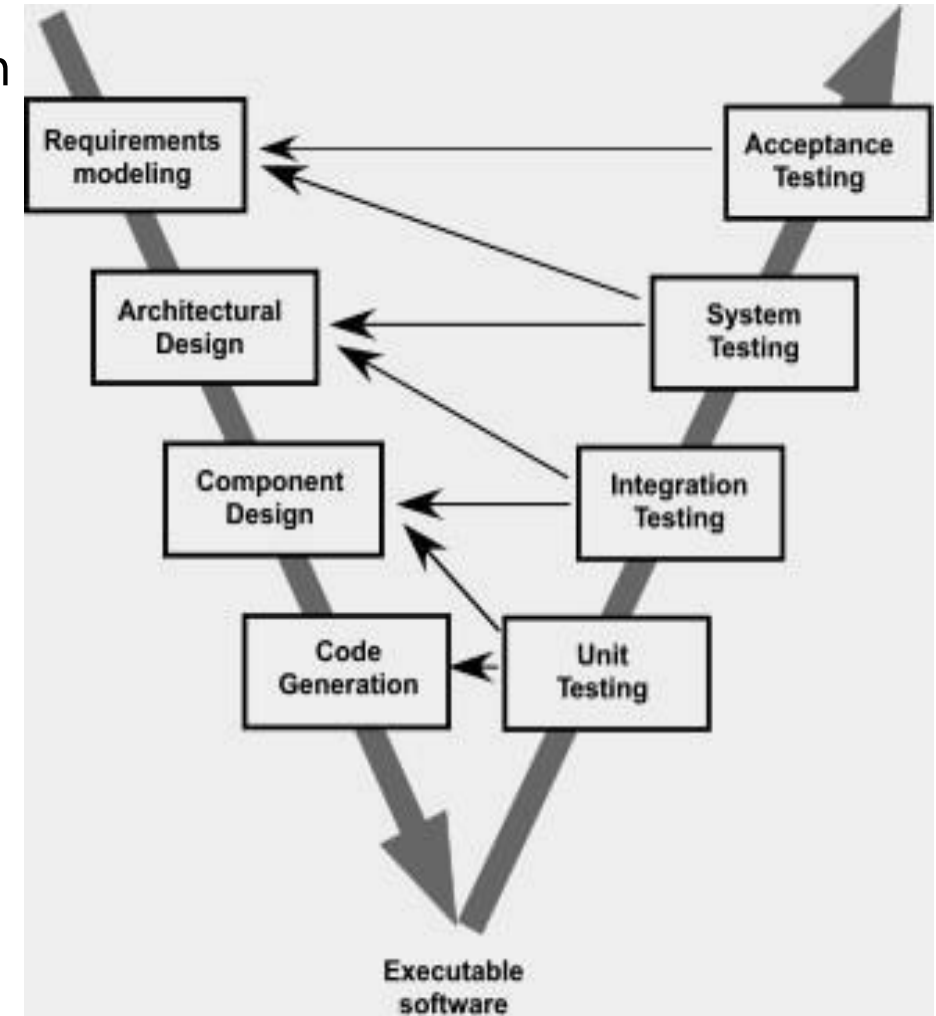 n
Requirements
modeling
Acceptance
Testing
Architectural
Design
System
Testing
Component
Design
Integration
Testing
Code
Generation
Unit
Testing
Executable
software